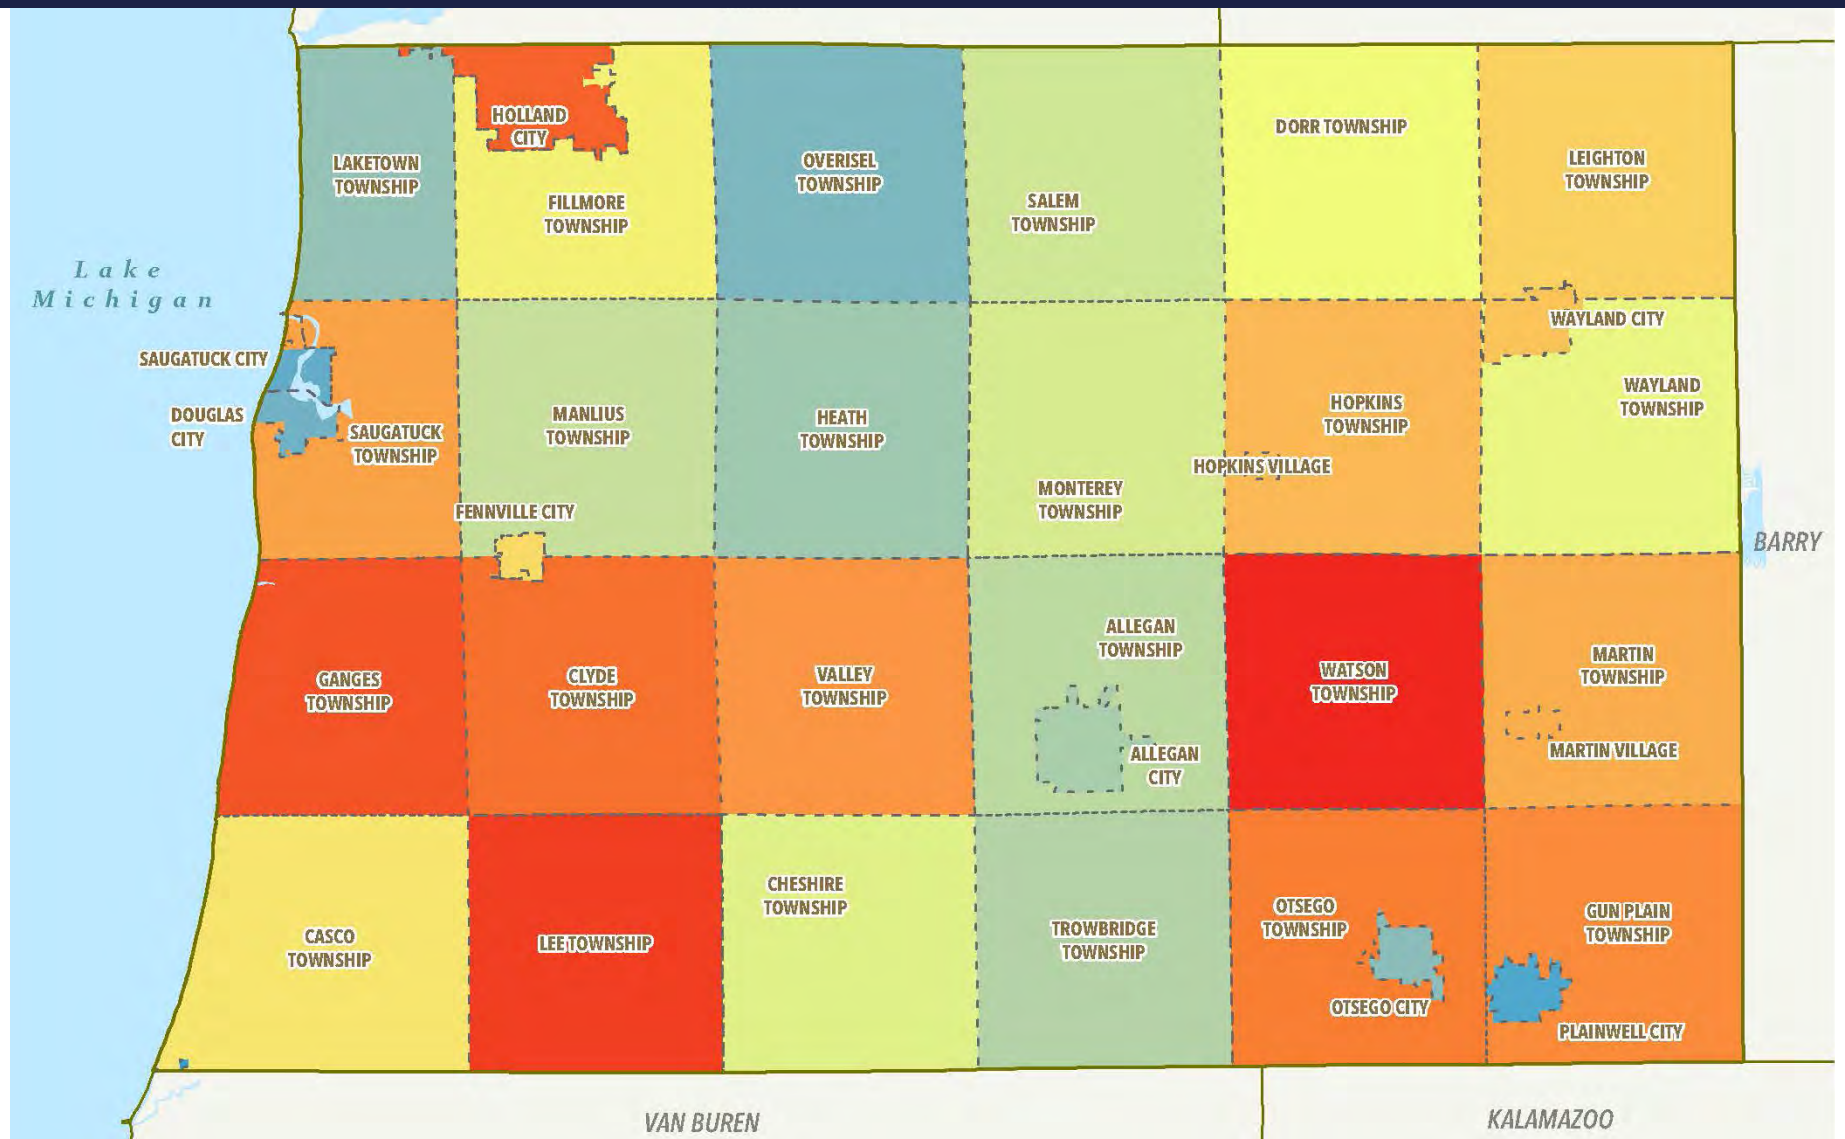 HOLLAND
CITY
DORR TOWNSHIP
LAKETOWN
TOWNSHIP
OVERISEL
TOWNSHIP
LEIGHTON
TOWNSHIP
FILLMORE
TOWNSHIP
SALEM
TOWNSHIP
Lake
Michigan
WAYLAND CITY
SAUGATUCK CITY
WAYLAND
TOWNSHIP
DOUGLAS
CITY
SAUGATUCK
TOWNSHIP
MANLIUS
TOWNSHIP
HEATH
TOWNSHIP
HOPKINS
TOWNSHIP
HOPKINS VILLAGE
MONTEREY
TOWNSHIP
FENNVILLE CITY
BARRY
ALLEGAN
TOWNSHIP
GANGES
TOWNSHIP
CLYDE
TOWNSHIP
VALLEY
TOWNSHIP
WATSON
TOWNSHIP
MARTIN
TOWNSHIP
MARTIN VILLAGE
ALLEGAN
CITY
CHESHIRE
TOWNSHIP
CASCO
TOWNSHIP
LEE TOWNSHIP
TROWBRIDGE
TOWNSHIP
OTSEGO
TOWNSHIP
GUN PLAIN
TOWNSHIP
OTSEGO CITY
PLAINWELL CITY
VAN BUREN
KALAMAZOO